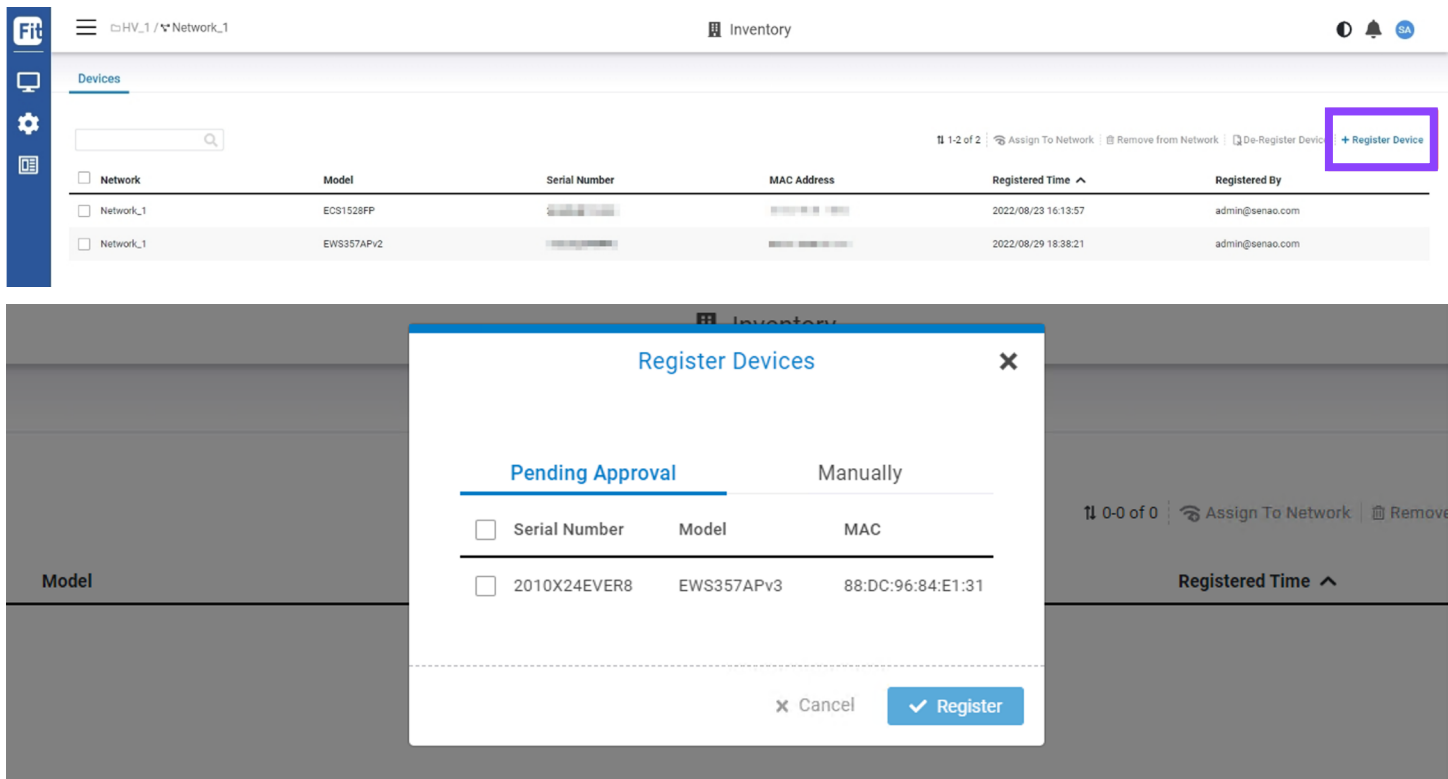 Fit
HV_1 / Network_1
Inventory
SA
Devices
1-2 of 2 Assign To Network Remove from Network De-Register Device + Register Device
Network Model Serial Number MAC Address Registered Time Registered By
Network_1 ECS1528FP 2022/08/23 16:13:57 admin@senao.com
Network_1 EWS357APv2 2022/08/29 18:38:21 admin@senao.com
Inventory
Register Devices
Pending Approval Manually
0-0 of 0 Assign To Network Remove
Serial Number Model MAC
Model Registered Time
2010X24EVER8 EWS357APv3 88:DC:96:84:E1:31
Cancel Register